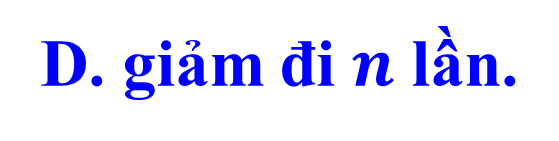 D. giảm đi n lần.